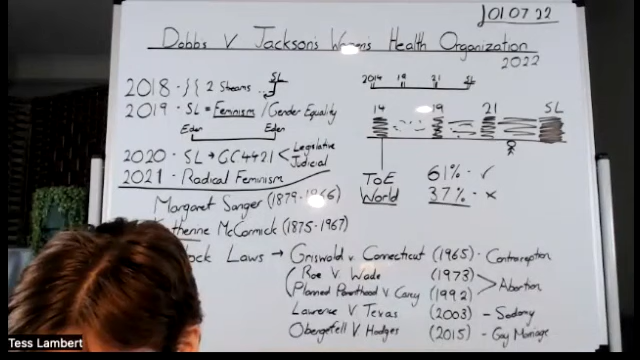 01 07 22
Dobbs V Jackson's Women's Health Organization
2022
2018 - }{ 2 Streams SL
2019 - SL = Feminism / Gender Equality
Eden Eden
2020 - SL → GC4421 < Legislative
Judicial
2021 - Radical Feminism
2014 19 21 SL
14 19 21 SL
ToE 61% - ✓
World 37% - x
Margaret Sanger (1879-1966)
McCormick (1875-1967)
Laws → Griswold v Connecticut (1965) - Contraception
Roe V. Wade (1973)
Abortion
Planned Parenthood v Casey (1992)
Lawrence v Texas (2003) - Sodomy
Obergefell V Hodges (2015) - Gay Marriage
Tess Lambert